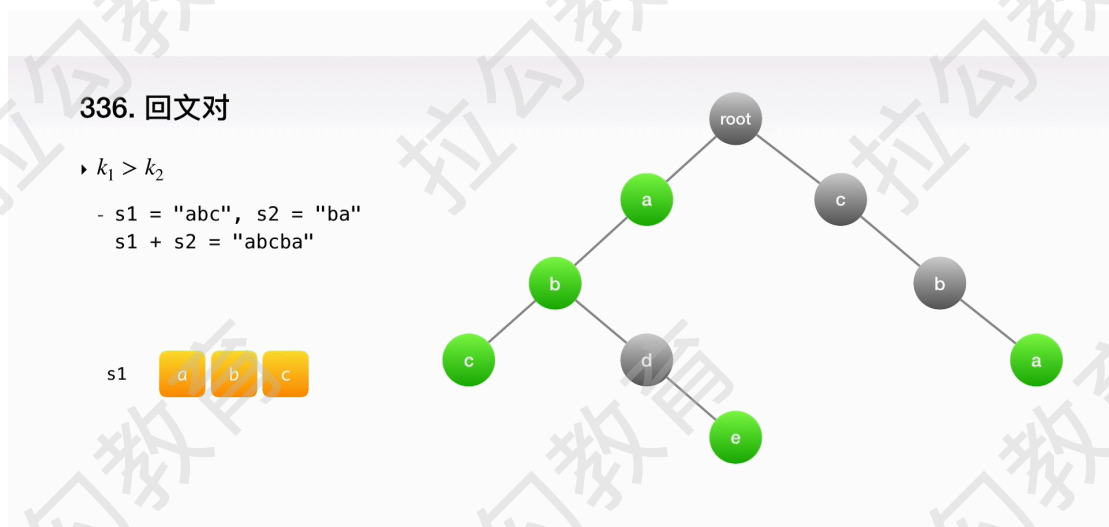 336. 回文对
k₁ > k₂
- s1 = "abc", s2 = "ba"
s1 + s2 = "abcba"
s1 a b c
root
a c
b b
c d a
e
拉勾教育